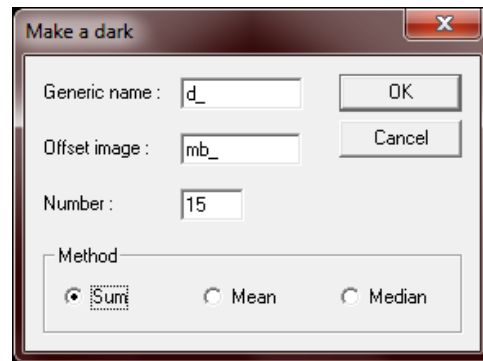 Make a dark
Generic name : d_ OK
Offset image : mb_ Cancel
Number : 15
Method
Sum Mean Median